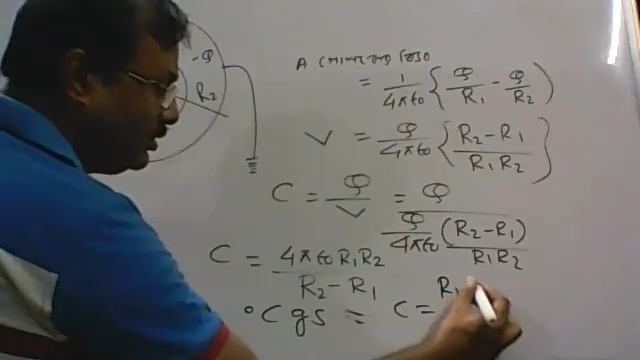 -Q
R₂
A গোলকের বিভব
= 1/4πε₀ { Q/R₁ - Q/R₂ )
V = Q/4πε₀ { R₂-R₁/R₁R₂ )
C = Q/V = Q/(Q/4πε₀ (R₂-R₁)/R₁R₂)
C = 4πε₀R₁R₂/R₂-R₁
°Cgs = C = R₁